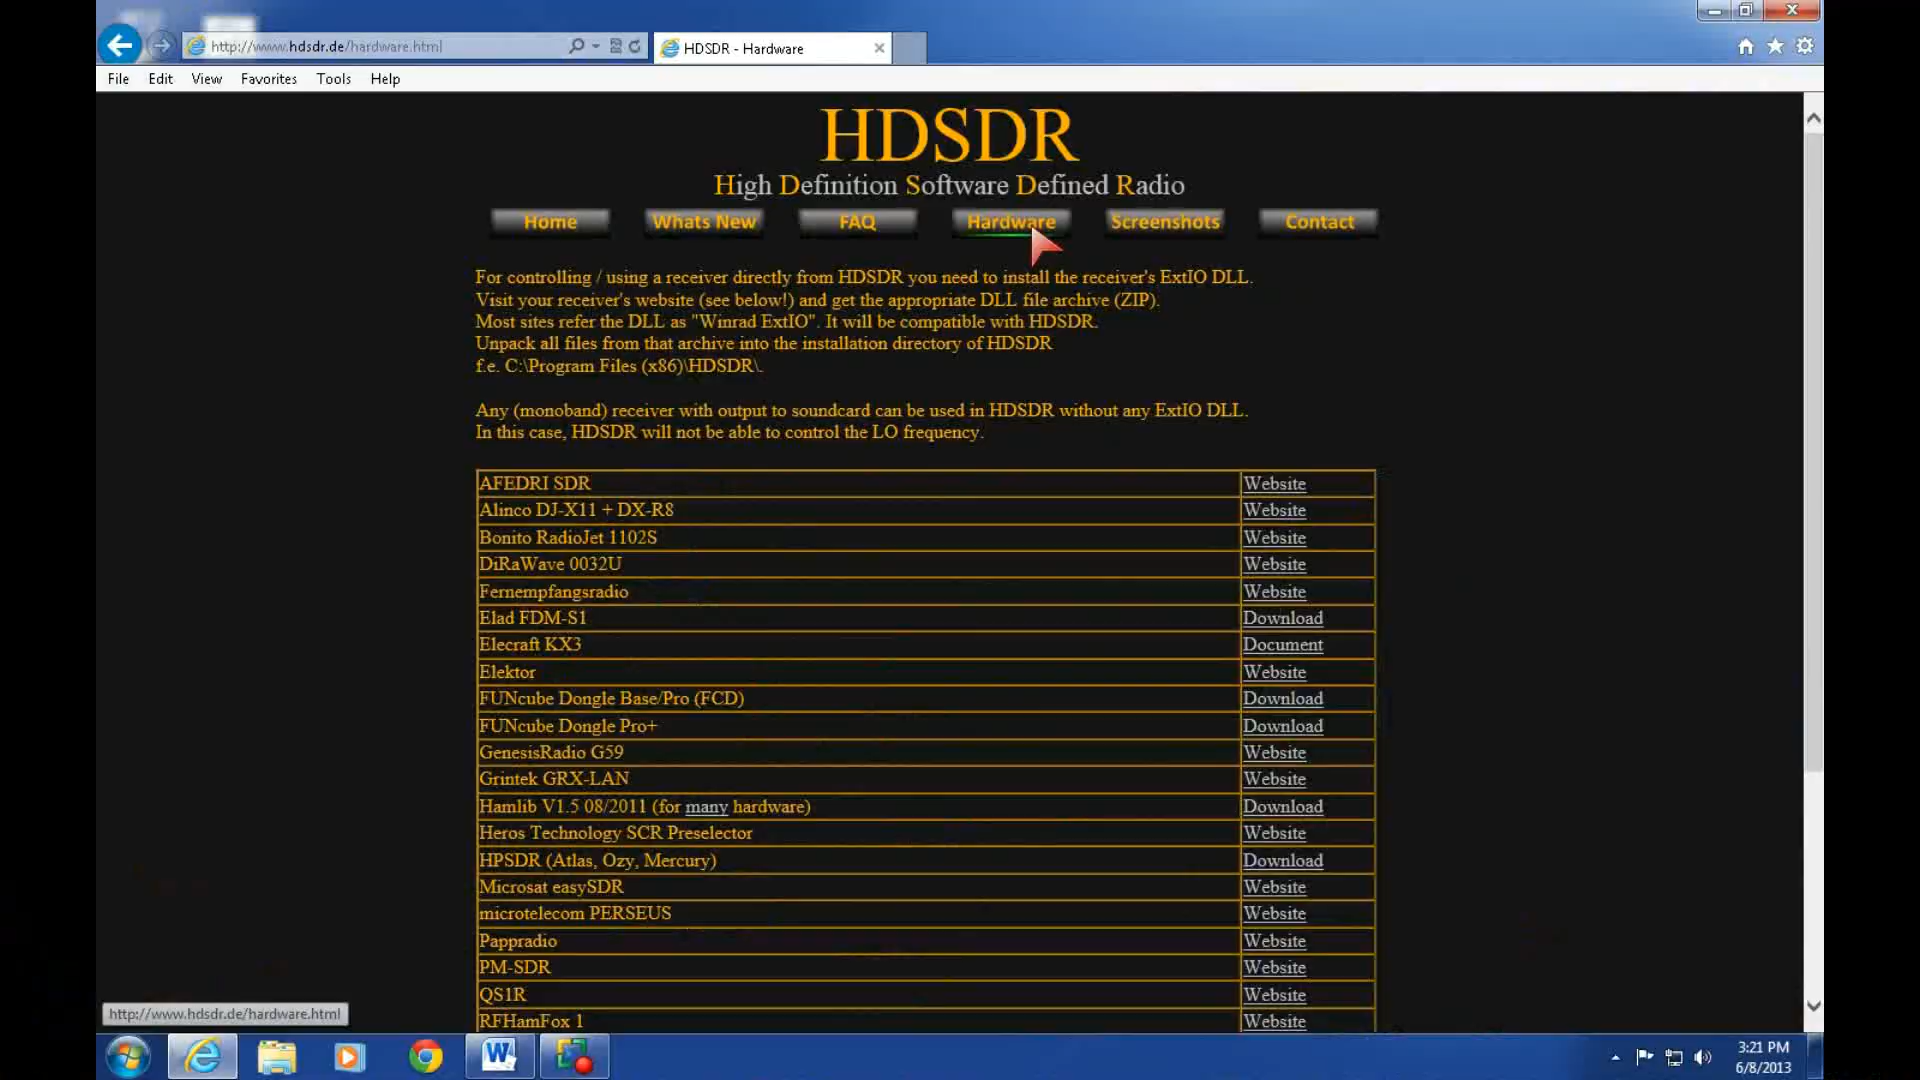 http://www.hdsdr.de/hardware.html
HDSDR - Hardware
File Edit View Favorites Tools Help
HDSDR
High Definition Software Defined Radio
Home Whats New FAQ Hardware Screenshots Contact
For controlling / using a receiver directly from HDSDR you need to install the receiver's ExtIO DLL.
Visit your receiver's website (see below!) and get the appropriate DLL file archive (ZIP).
Most sites refer the DLL as "Winrad ExtIO". It will be compatible with HDSDR.
Unpack all files from that archive into the installation directory of HDSDR
f.e. C:\Program Files (x86)\HDSDR\.
Any (monoband) receiver with output to soundcard can be used in HDSDR without any ExtIO DLL.
In this case, HDSDR will not be able to control the LO frequency.
AFEDRI SDR Website
Alinco DJ-X11 + DX-R8 Website
Bonito RadioJet 1102S Website
DiRaWave 0032U Website
Fernempfangsradio Website
Elad FDM-S1 Download
Elecraft KX3 Document
Elektor Website
FUNcube Dongle Base/Pro (FCD) Download
FUNcube Dongle Pro+ Download
GenesisRadio G59 Website
Grintek GRX-LAN Website
Hamlib V1.5 08/2011 (for many hardware) Download
Heros Technology SCR Preselector Website
HPSDR (Atlas, Ozy, Mercury) Download
Microsat easySDR Website
microtelecom PERSEUS Website
Pappradio Website
PM-SDR Website
QS1R Website
RFHamFox 1 Website
http://www.hdsdr.de/hardware.html
3:21 PM
6/8/2013